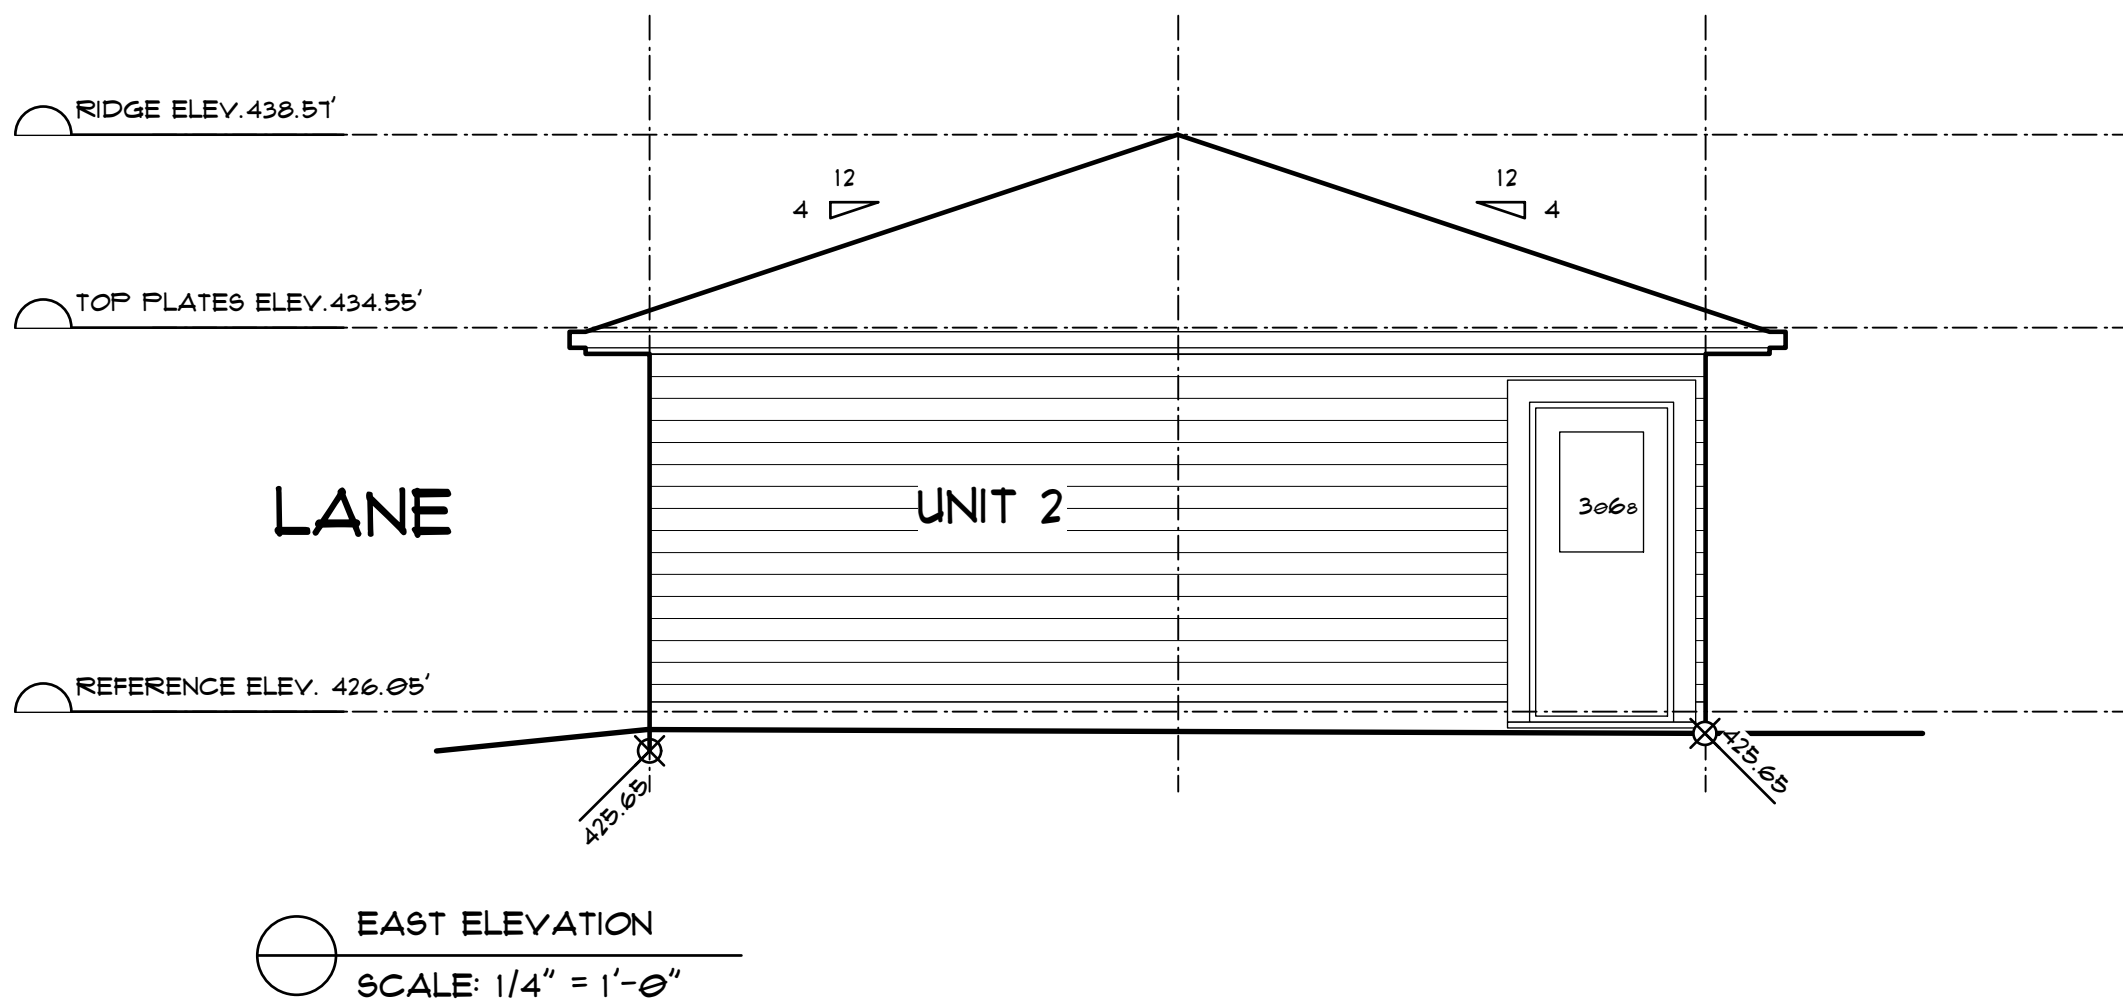 RIDGE ELEV.438.57'
12
4
12
4
TOP PLATES ELEV.434.55'
LANE
UNIT 2
3068
REFERENCE ELEV. 426.05'
425.65
425.65
EAST ELEVATION
SCALE: 1/4" = 1'-0"